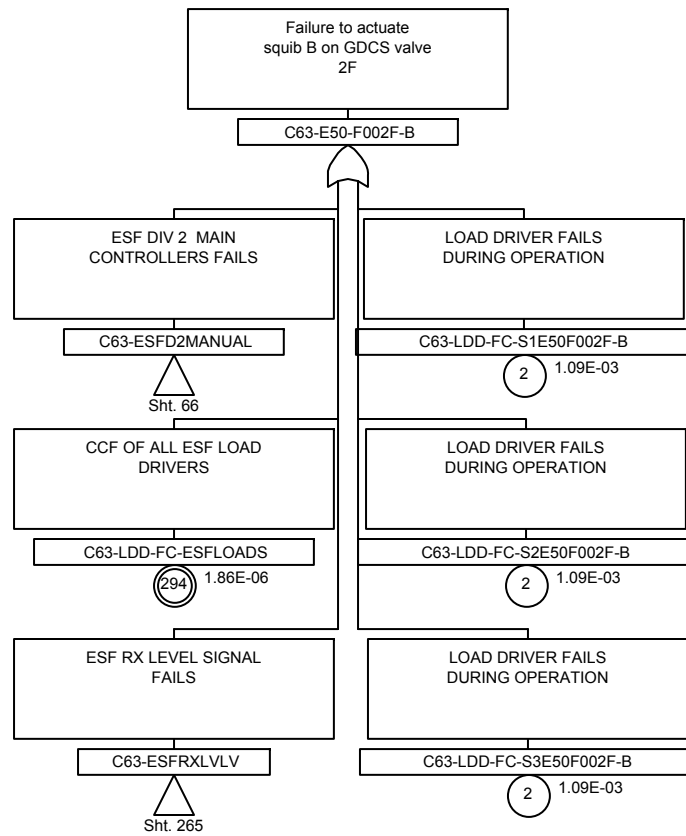 Failure to actuate
squib B on GDCS valve
2F
C63-E50-F002F-B
ESF DIV 2 MAIN
CONTROLLERS FAILS
C63-ESFD2MANUAL
Sht. 66
LOAD DRIVER FAILS
DURING OPERATION
C63-LDD-FC-S1E50F002F-B
2
1.09E-03
CCF OF ALL ESF LOAD
DRIVERS
C63-LDD-FC-ESFLOADS
294
1.86E-06
LOAD DRIVER FAILS
DURING OPERATION
C63-LDD-FC-S2E50F002F-B
2
1.09E-03
ESF RX LEVEL SIGNAL
FAILS
C63-ESFRXLVLV
Sht. 265
LOAD DRIVER FAILS
DURING OPERATION
C63-LDD-FC-S3E50F002F-B
2
1.09E-03